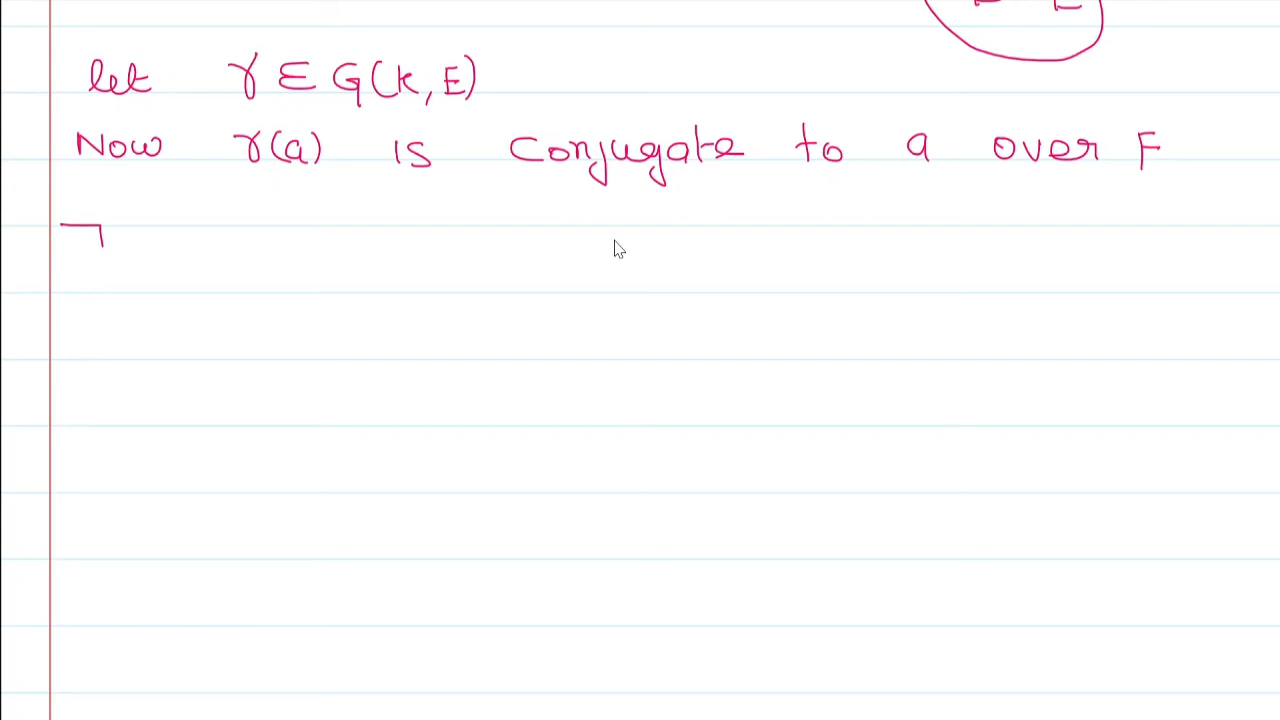 let γ ∈ G(K, E)
Now γ(a) is conjugate to a over F